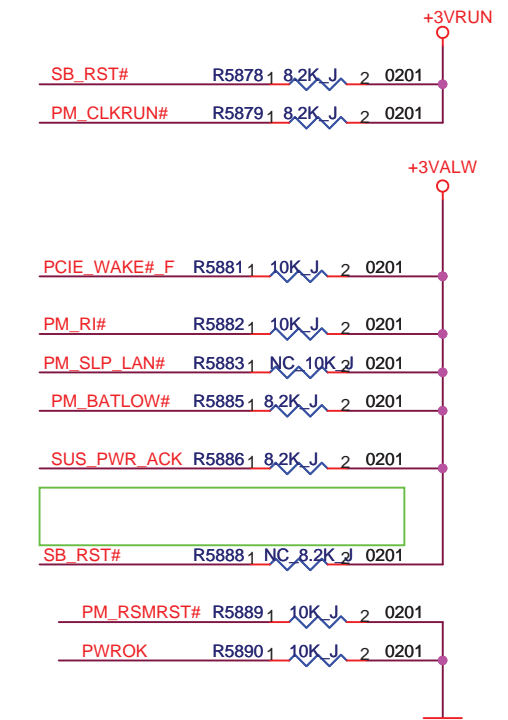 +3VRUN
SB_RST# R5878 1 8.2K_J 2 0201
PM_CLKRUN# R5879 1 8.2K_J 2 0201
+3VALW
PCIE_WAKE#_F R5881 1 10K_J 2 0201
PM_RI# R5882 1 10K_J 2 0201
PM_SLP_LAN# R5883 1 NC_10K_J 2 0201
PM_BATLOW# R5885 1 8.2K_J 2 0201
SUS_PWR_ACK R5886 1 8.2K_J 2 0201
SB_RST# R5888 1 NC_8.2K_J 2 0201
PM_RSMRST# R5889 1 10K_J 2 0201
PWROK R5890 1 10K_J 2 0201